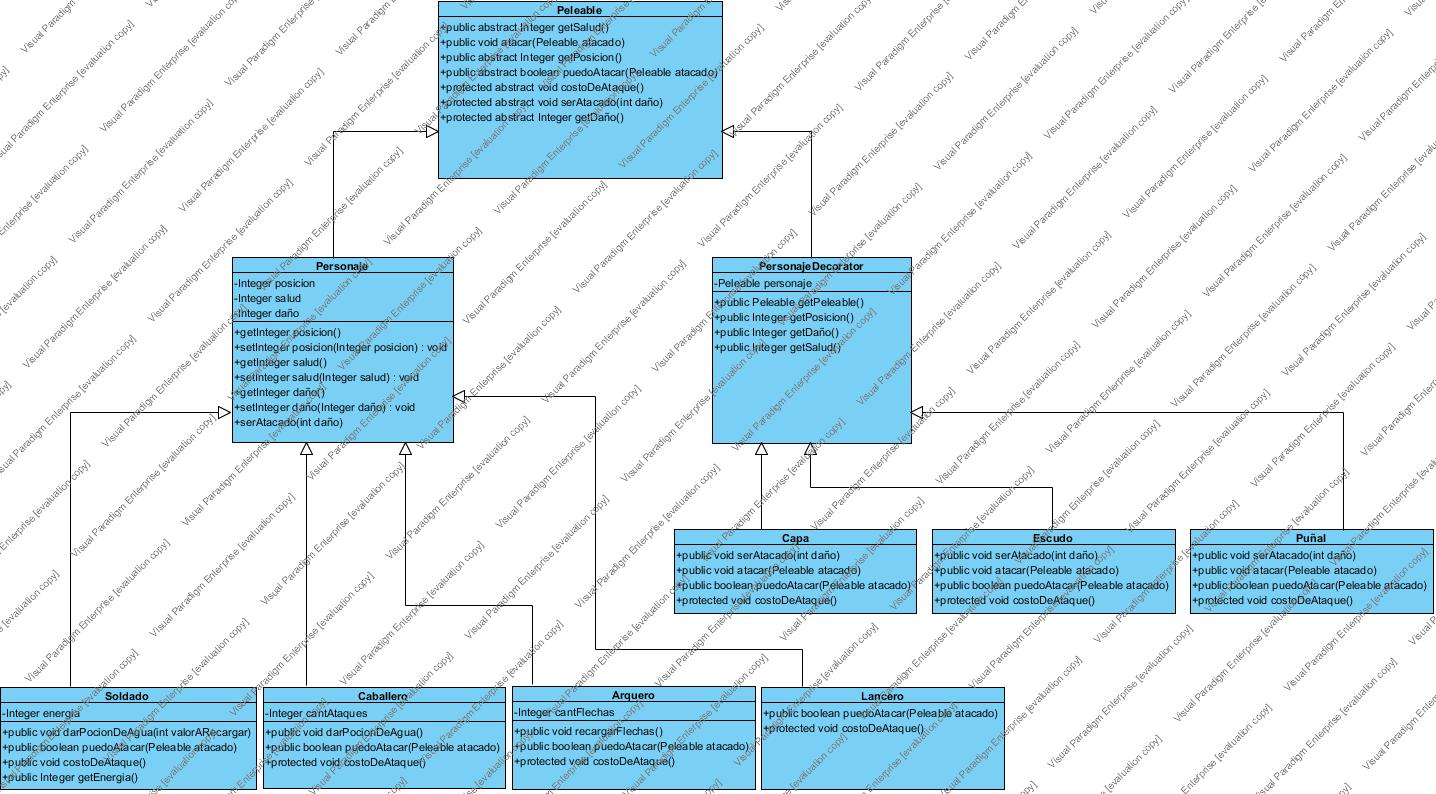 Peleable
+public abstract Integer getSalud()
+public void atacar(Peleable atacado)
+public abstract Integer getPosicion()
+public abstract boolean puedoAtacar(Peleable atacado)
+protected abstract void costoDeAtaque()
+protected abstract void serAtacado(int daño)
+protected abstract Integer getDaño()
Personaje
-Integer posicion
-Integer salud
-Integer daño
+getInteger posicion()
+setInteger posicion(Integer posicion) : void
+getInteger salud()
+setInteger salud(Integer salud) : void
+getInteger daño()
+setInteger daño(Integer daño) : void
+serAtacado(int daño)
PersonajeDecorator
-Peleable personaje
+public Peleable getPeleable()
+public Integer getPosicion()
+public Integer getDaño()
+public Integer getSalud()
Capa
+public void serAtacado(int daño)
+public void atacar(Peleable atacado)
+public boolean puedoAtacar(Peleable atacado)
+protected void costoDeAtaque()
Escudo
+public void serAtacado(int daño)
+public void atacar(Peleable atacado)
+public boolean puedoAtacar(Peleable atacado)
+protected void costoDeAtaque()
Puñal
+public void serAtacado(int daño)
+public void atacar(Peleable atacado)
+public boolean puedoAtacar(Peleable atacado)
+protected void costoDeAtaque()
Soldado
-Integer energia
+public void darPocionDeAgua(int valorARecargar)
+public boolean puedoAtacar(Peleable atacado)
+public void costoDeAtaque()
+public Integer getEnergia()
Caballero
-Integer cantAtaques
+public void darPocionDeAgua()
+public boolean puedoAtacar(Peleable atacado)
+protected void costoDeAtaque()
Arquero
-Integer cantFlechas
+public void recargarFlechas()
+public boolean puedoAtacar(Peleable atacado)
+protected void costoDeAtaque()
Lancero
+public boolean puedoAtacar(Peleable atacado)
+protected void costoDeAtaque()
Visual Paradigm Enterprise [evaluation copy]